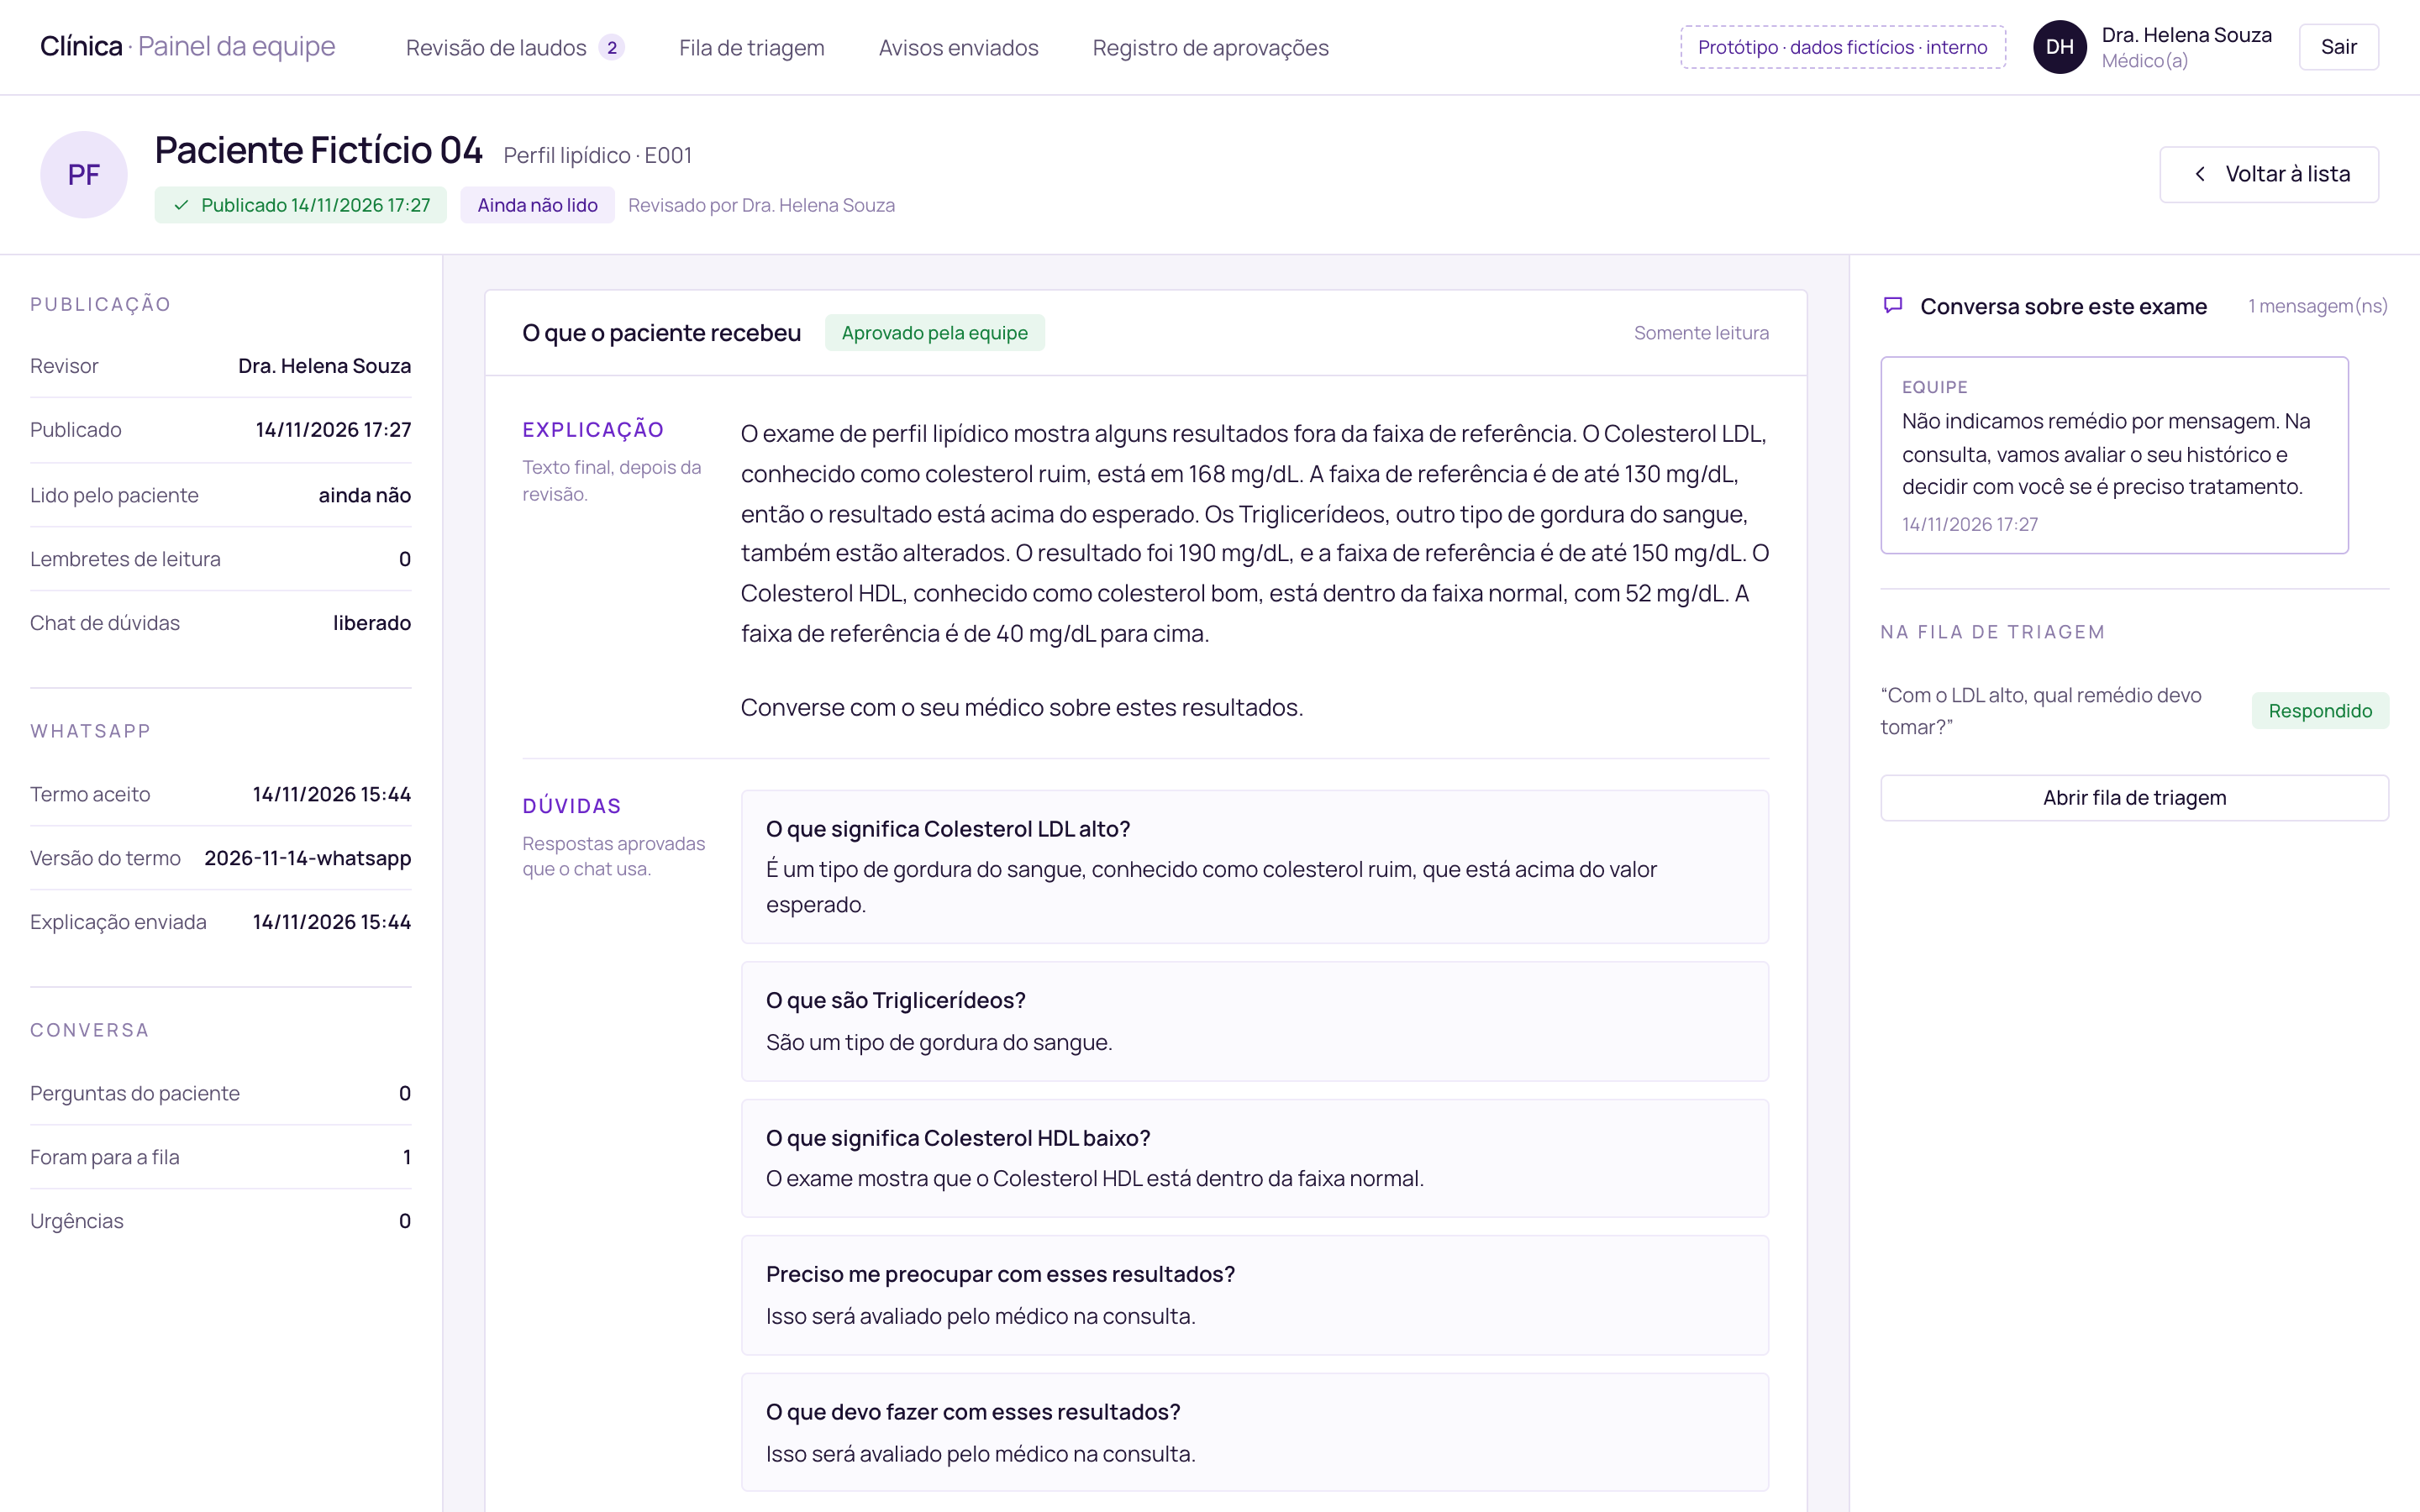 Clínica · Painel da equipe
Revisão de laudos 2
Fila de triagem
Avisos enviados
Registro de aprovações
Protótipo · dados fictícios · interno
DH
Dra. Helena Souza
Médico(a)
Sair
PF
Paciente Fictício 04
Perfil lipídico · E001
Publicado 14/11/2026 17:27
Ainda não lido
Revisado por Dra. Helena Souza
Voltar à lista
PUBLICAÇÃO
Revisor Dra. Helena Souza
Publicado 14/11/2026 17:27
Lido pelo paciente ainda não
Lembretes de leitura 0
Chat de dúvidas liberado
WHATSAPP
Termo aceito 14/11/2026 15:44
Versão do termo 2026-11-14-whatsapp
Explicação enviada 14/11/2026 15:44
CONVERSA
Perguntas do paciente 0
Foram para a fila 1
Urgências 0
O que o paciente recebeu
Aprovado pela equipe
Somente leitura
EXPLICAÇÃO
Texto final, depois da
revisão.
O exame de perfil lipídico mostra alguns resultados fora da faixa de referência. O Colesterol LDL,
conhecido como colesterol ruim, está em 168 mg/dL. A faixa de referência é de até 130 mg/dL,
então o resultado está acima do esperado. Os Triglicerídeos, outro tipo de gordura do sangue,
também estão alterados. O resultado foi 190 mg/dL, e a faixa de referência é de até 150 mg/dL. O
Colesterol HDL, conhecido como colesterol bom, está dentro da faixa normal, com 52 mg/dL. A
faixa de referência é de 40 mg/dL para cima.
Converse com o seu médico sobre estes resultados.
DÚVIDAS
Respostas aprovadas
que o chat usa.
O que significa Colesterol LDL alto?
É um tipo de gordura do sangue, conhecido como colesterol ruim, que está acima do valor
esperado.
O que são Triglicerídeos?
São um tipo de gordura do sangue.
O que significa Colesterol HDL baixo?
O exame mostra que o Colesterol HDL está dentro da faixa normal.
Preciso me preocupar com esses resultados?
Isso será avaliado pelo médico na consulta.
O que devo fazer com esses resultados?
Isso será avaliado pelo médico na consulta.
Conversa sobre este exame
1 mensagem(ns)
EQUIPE
Não indicamos remédio por mensagem. Na
consulta, vamos avaliar o seu histórico e
decidir com você se é preciso tratamento.
14/11/2026 17:27
NA FILA DE TRIAGEM
“Com o LDL alto, qual remédio devo
tomar?”
Respondido
Abrir fila de triagem